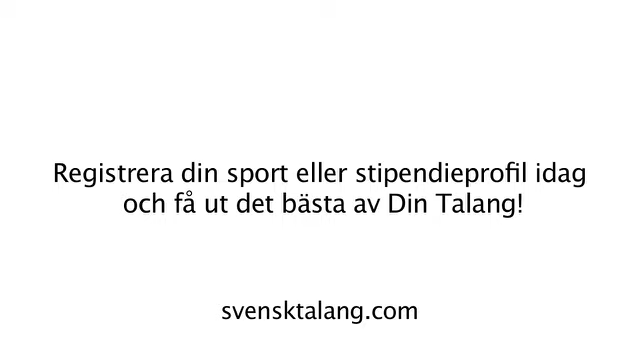 Registrera din sport eller stipendieprofil idag
och få ut det bästa av Din Talang!
svensktalang.com